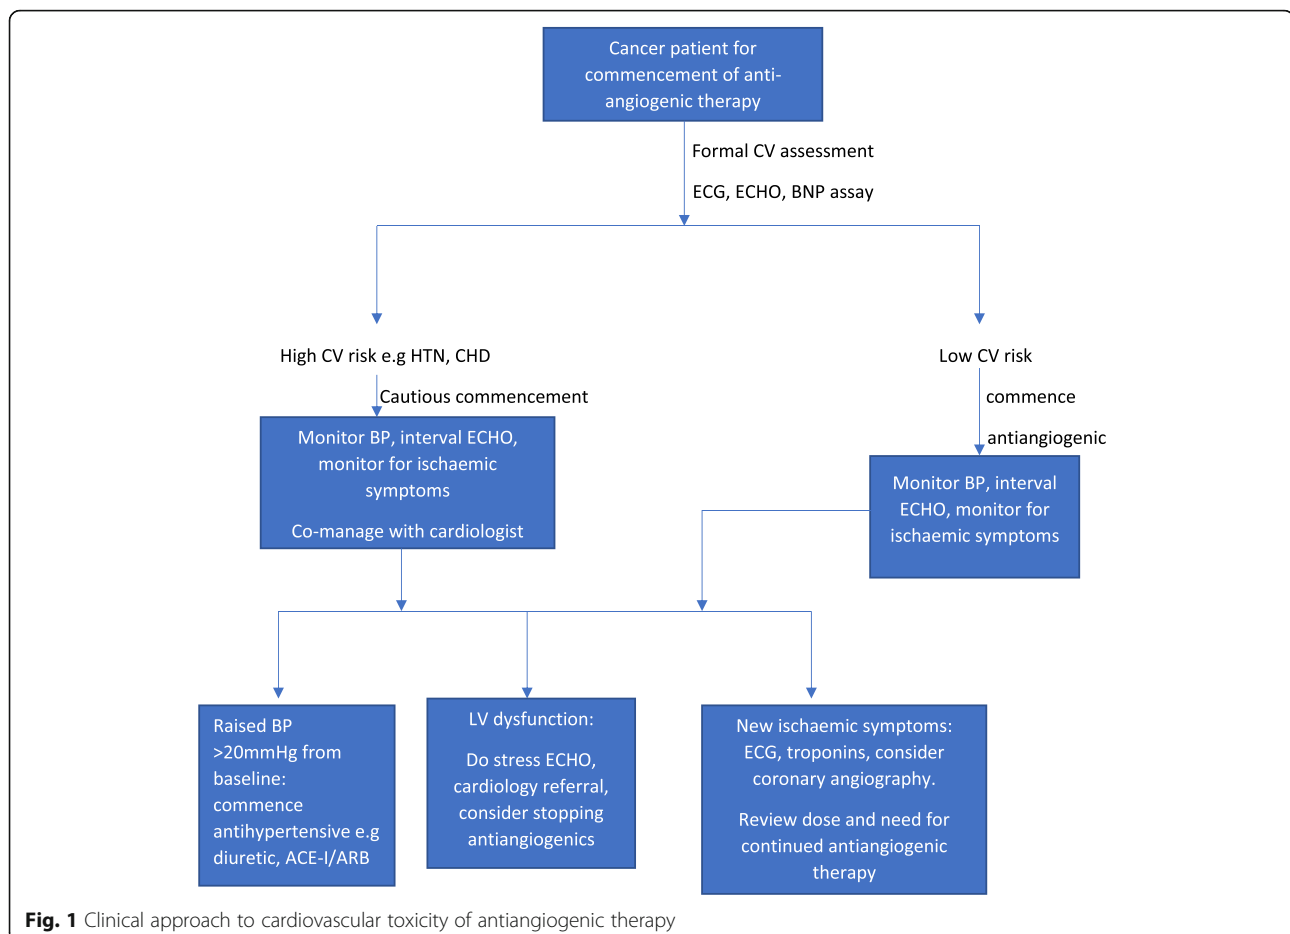 Cancer patient for
commencement of anti-
angiogenic therapy
Formal CV assessment
ECG, ECHO, BNP assay
High CV risk e.g HTN, CHD
Low CV risk
Cautious commencement
commence
antiangiogenic
Monitor BP, interval ECHO,
monitor for ischaemic
symptoms
Co-manage with cardiologist
Monitor BP, interval
ECHO, monitor for
ischaemic symptoms
Raised BP
>20mmHg from
baseline:
commence
antihypertensive e.g
diuretic, ACE-I/ARB
LV dysfunction:
Do stress ECHO,
cardiology referral,
consider stopping
antiangiogenics
New ischaemic symptoms:
ECG, troponins, consider
coronary angiography.
Review dose and need for
continued antiangiogenic
therapy
Fig. 1 Clinical approach to cardiovascular toxicity of antiangiogenic therapy